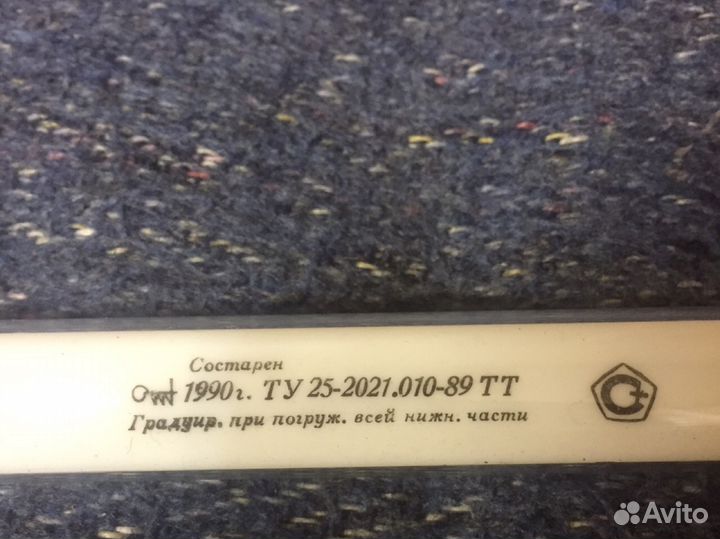 Состарен
1990г. ТУ 25-2021.010-89 ТТ
Градуир. при погруж. всей нижн. части
Avito